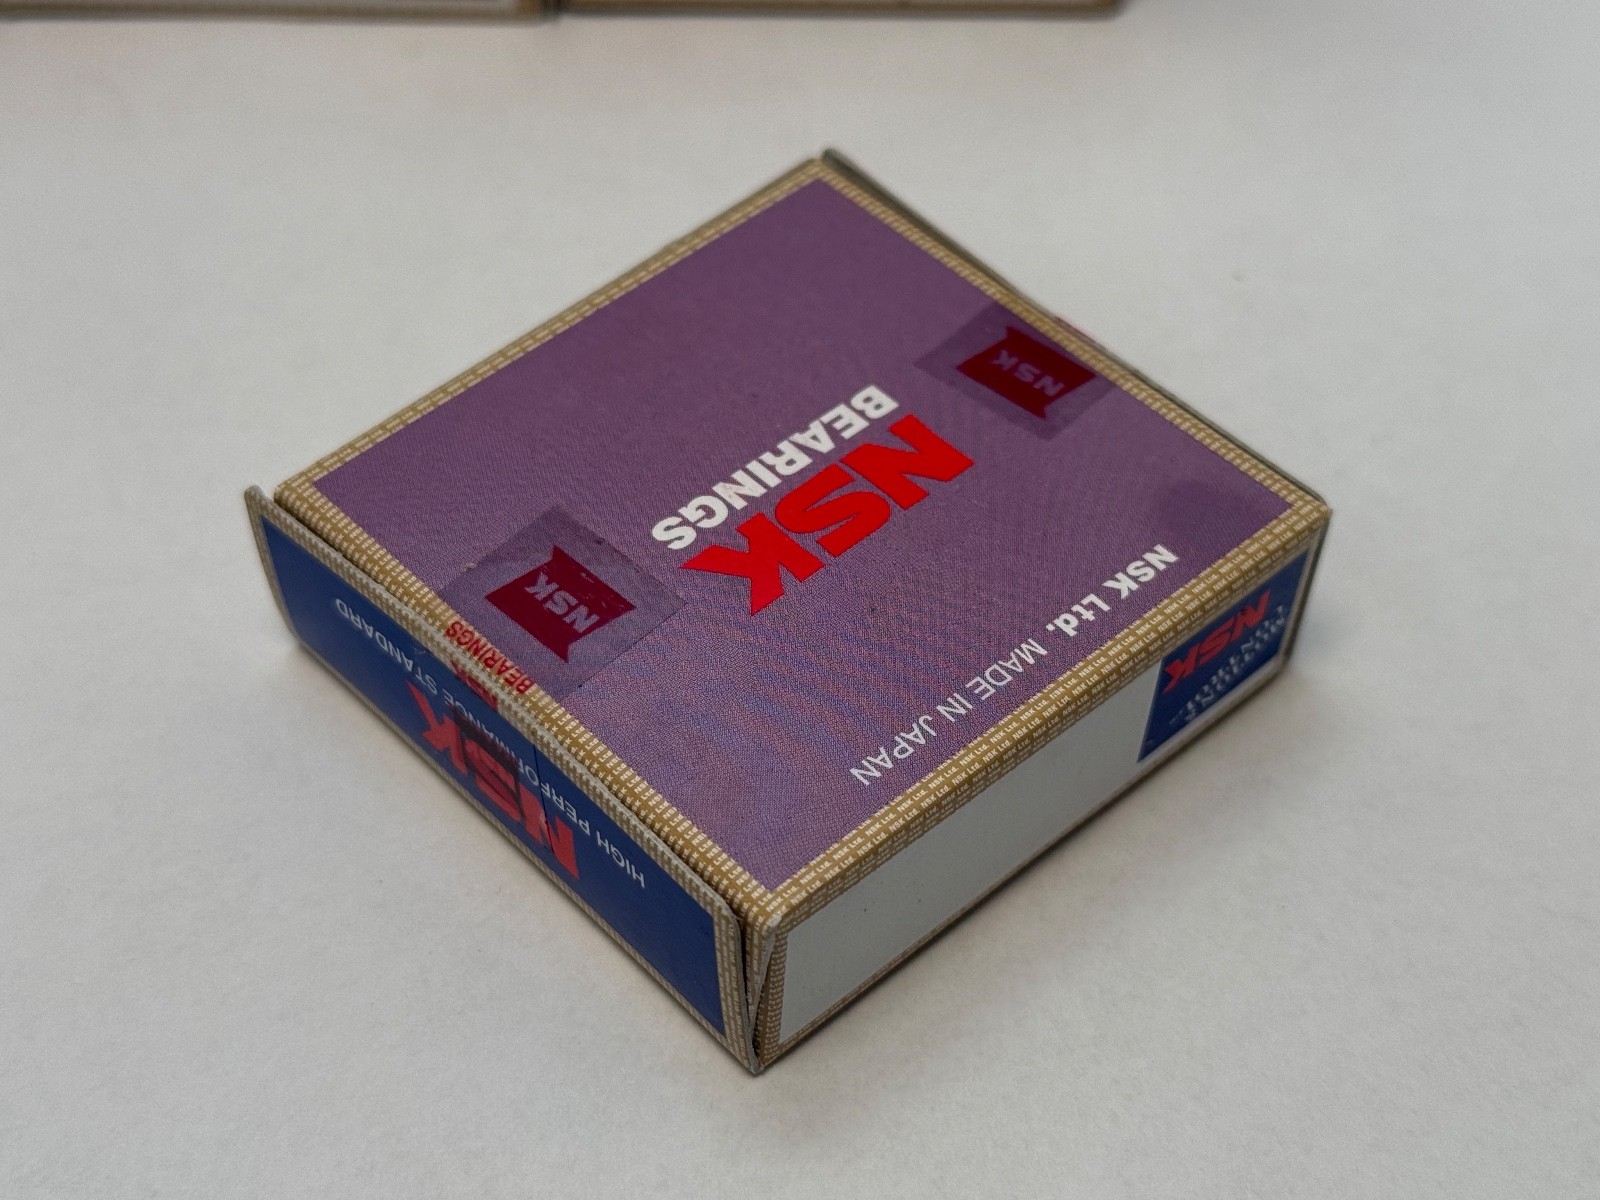 NSK
BEARINGS
NSK Ltd. MADE IN JAPAN
NSK
NSK
BEARINGS
HIGH PERFORMANCE STANDARD
NSK
NSK